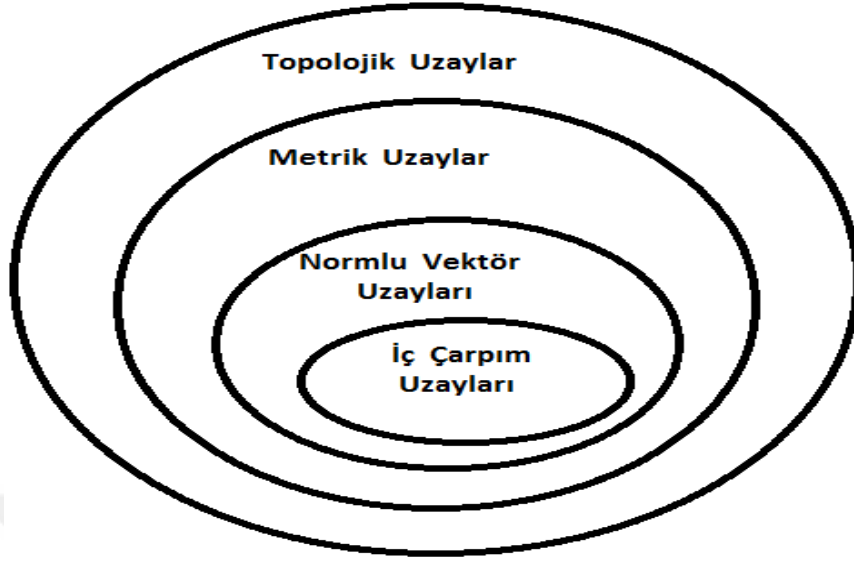 Topolojik Uzaylar
Metrik Uzaylar
Normlu Vektör
Uzayları
İç Çarpım
Uzayları